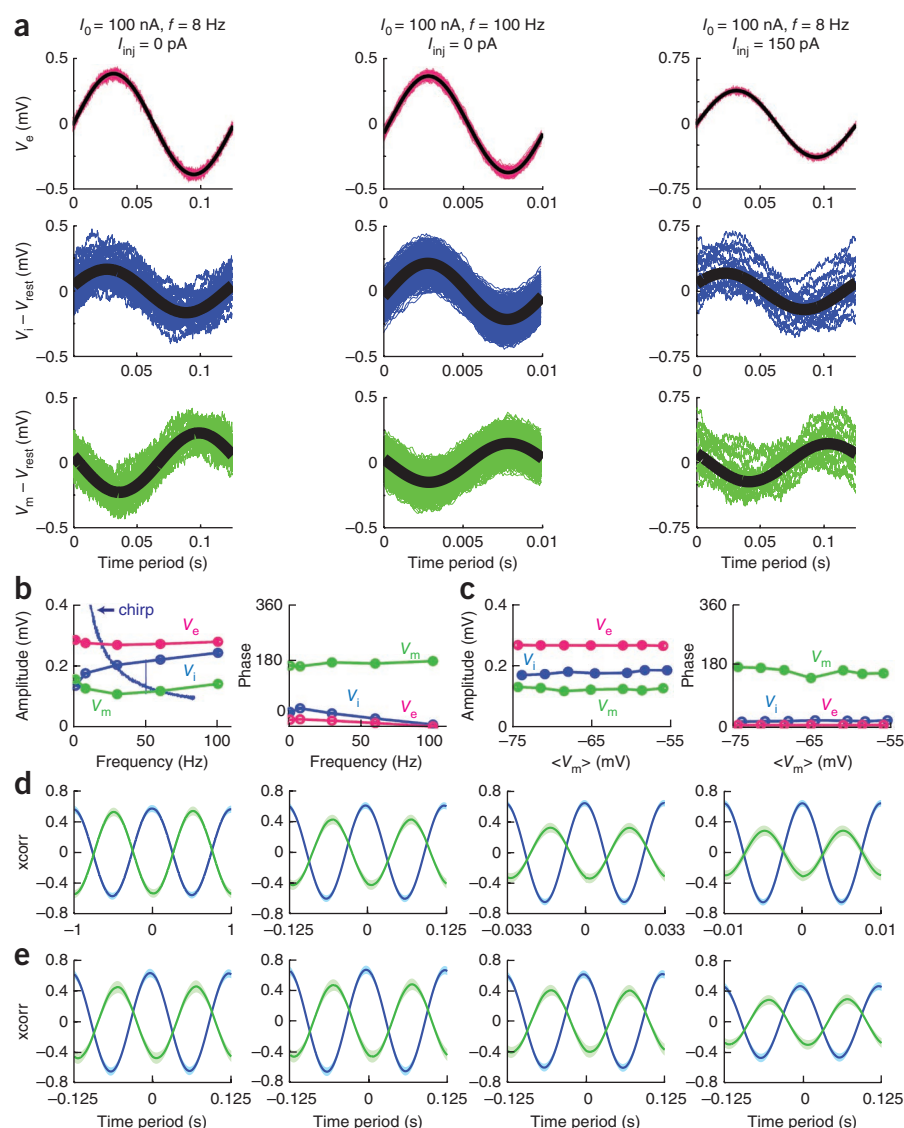 a
I0 = 100 nA, f = 8 Hz
Iinj = 0 pA
I0 = 100 nA, f = 100 Hz
Iinj = 0 pA
I0 = 100 nA, f = 8 Hz
Iinj = 150 pA
Ve (mV)
0.5
0
−0.5
0 0.05 0.1
0.5
0
−0.5
0 0.005 0.01
0.75
0
−0.75
0 0.05 0.1
Vi − Vrest (mV)
0.5
0
−0.5
0 0.05 0.1
0.5
0
−0.5
0 0.005 0.01
0.75
0
−0.75
0 0.05 0.1
Vm − Vrest (mV)
0.5
0
−0.5
0 0.05 0.1
Time period (s)
0.5
0
−0.5
0 0.005 0.01
Time period (s)
0.75
0
−0.75
0 0.05 0.1
Time period (s)
b
Amplitude (mV)
0.4
0.2
0
chirp
Ve
Vi
Vm
0 50 100
Frequency (Hz)
Phase
360
180
0
Vm
Vi
Ve
0 50 100
Frequency (Hz)
c
Amplitude (mV)
0.4
0.2
0
Ve
Vi
Vm
−75 −65 −55
<Vm> (mV)
Phase
360
180
0
Vm
Vi
Ve
−75 −65 −55
<Vm> (mV)
d
xcorr
0.8
0.4
0
−0.4
−0.8
−1 0 1
0.8
0.4
0
−0.4
−0.8
−0.125 0 0.125
0.8
0.4
0
−0.4
−0.8
−0.033 0 0.033
0.8
0.4
0
−0.4
−0.8
−0.01 0 0.01
e
xcorr
0.8
0.4
0
−0.4
−0.8
−0.125 0 0.125
Time period (s)
0.8
0.4
0
−0.4
−0.8
−0.125 0 0.125
Time period (s)
0.8
0.4
0
−0.4
−0.8
−0.125 0 0.125
Time period (s)
0.8
0.4
0
−0.4
−0.8
−0.125 0 0.125
Time period (s)